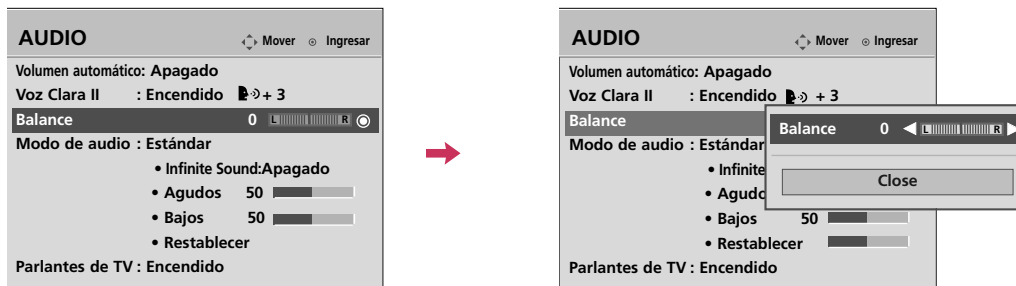 AUDIO
Mover Ingresar
Volumen automático: Apagado
Voz Clara II : Encendido + 3
Balance 0 L R
Modo de audio : Estándar
• Infinite Sound:Apagado
• Agudos 50
• Bajos 50
• Restablecer
Parlantes de TV : Encendido
AUDIO
Mover Ingresar
Volumen automático: Apagado
Voz Clara II : Encendido + 3
Balance
Modo de audio : Estándar
• Infinite
• Agudo
• Bajos 50
• Restablecer
Parlantes de TV : Encendido
Balance 0 L R
Close